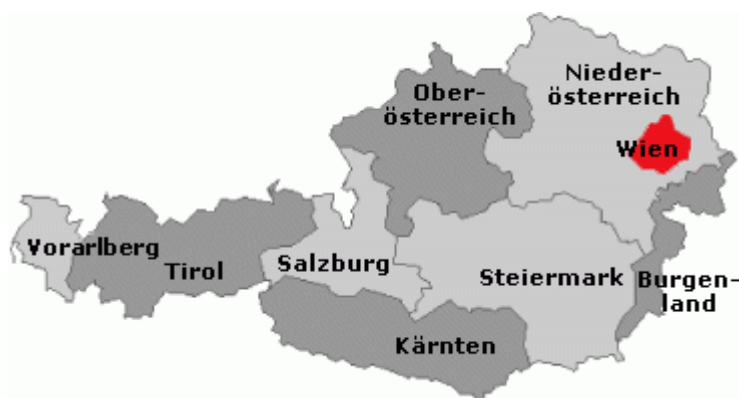 Nieder-
österreich
Ober-
österreich
Wien
Vorarlberg
Tirol
Salzburg
Steiermark
Burgen-
land
Kärnten